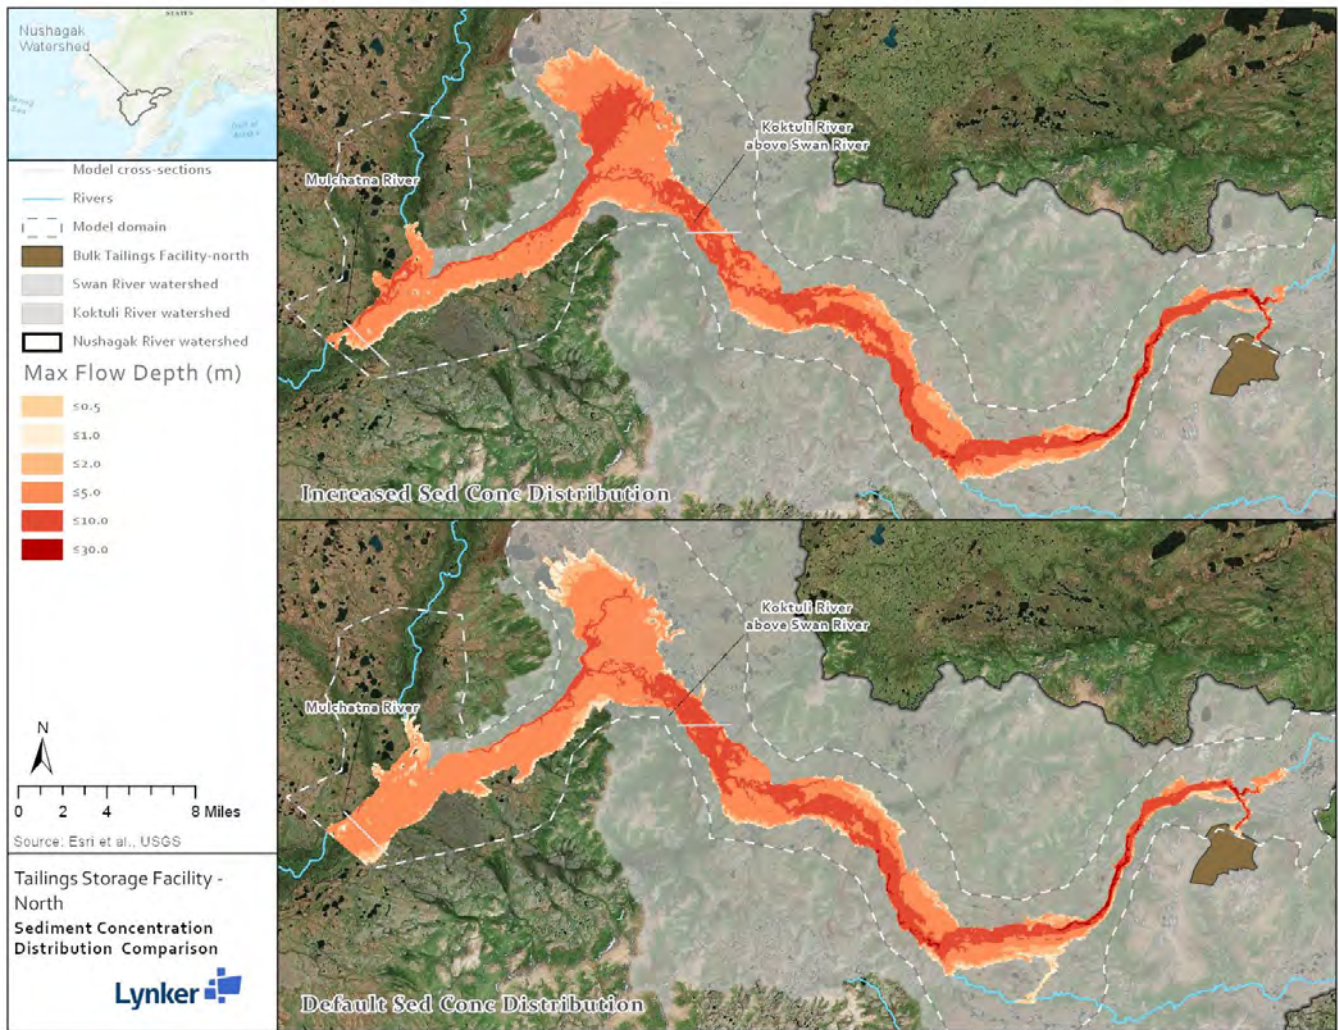 STATES
Nushagak
Watershed
Sea
Gulf of
Model cross-sections
Rivers
Model domain
Bulk Tailings Facility-north
Swan River watershed
Koktuli River watershed
Nushagak River watershed
Max Flow Depth (m)
≤0.5
≤1.0
≤2.0
≤5.0
≤10.0
≤30.0
N
0 2 4 8 Miles
Source: Esri et al., USGS
Tailings Storage Facility -
North
Sediment Concentration
Distribution Comparison
Lynker
Koktuli River
above Swan River
Mulchatna River
Increased Sed Conc Distribution
Koktuli River
above Swan River
Mulchatna River
Default Sed Conc Distribution